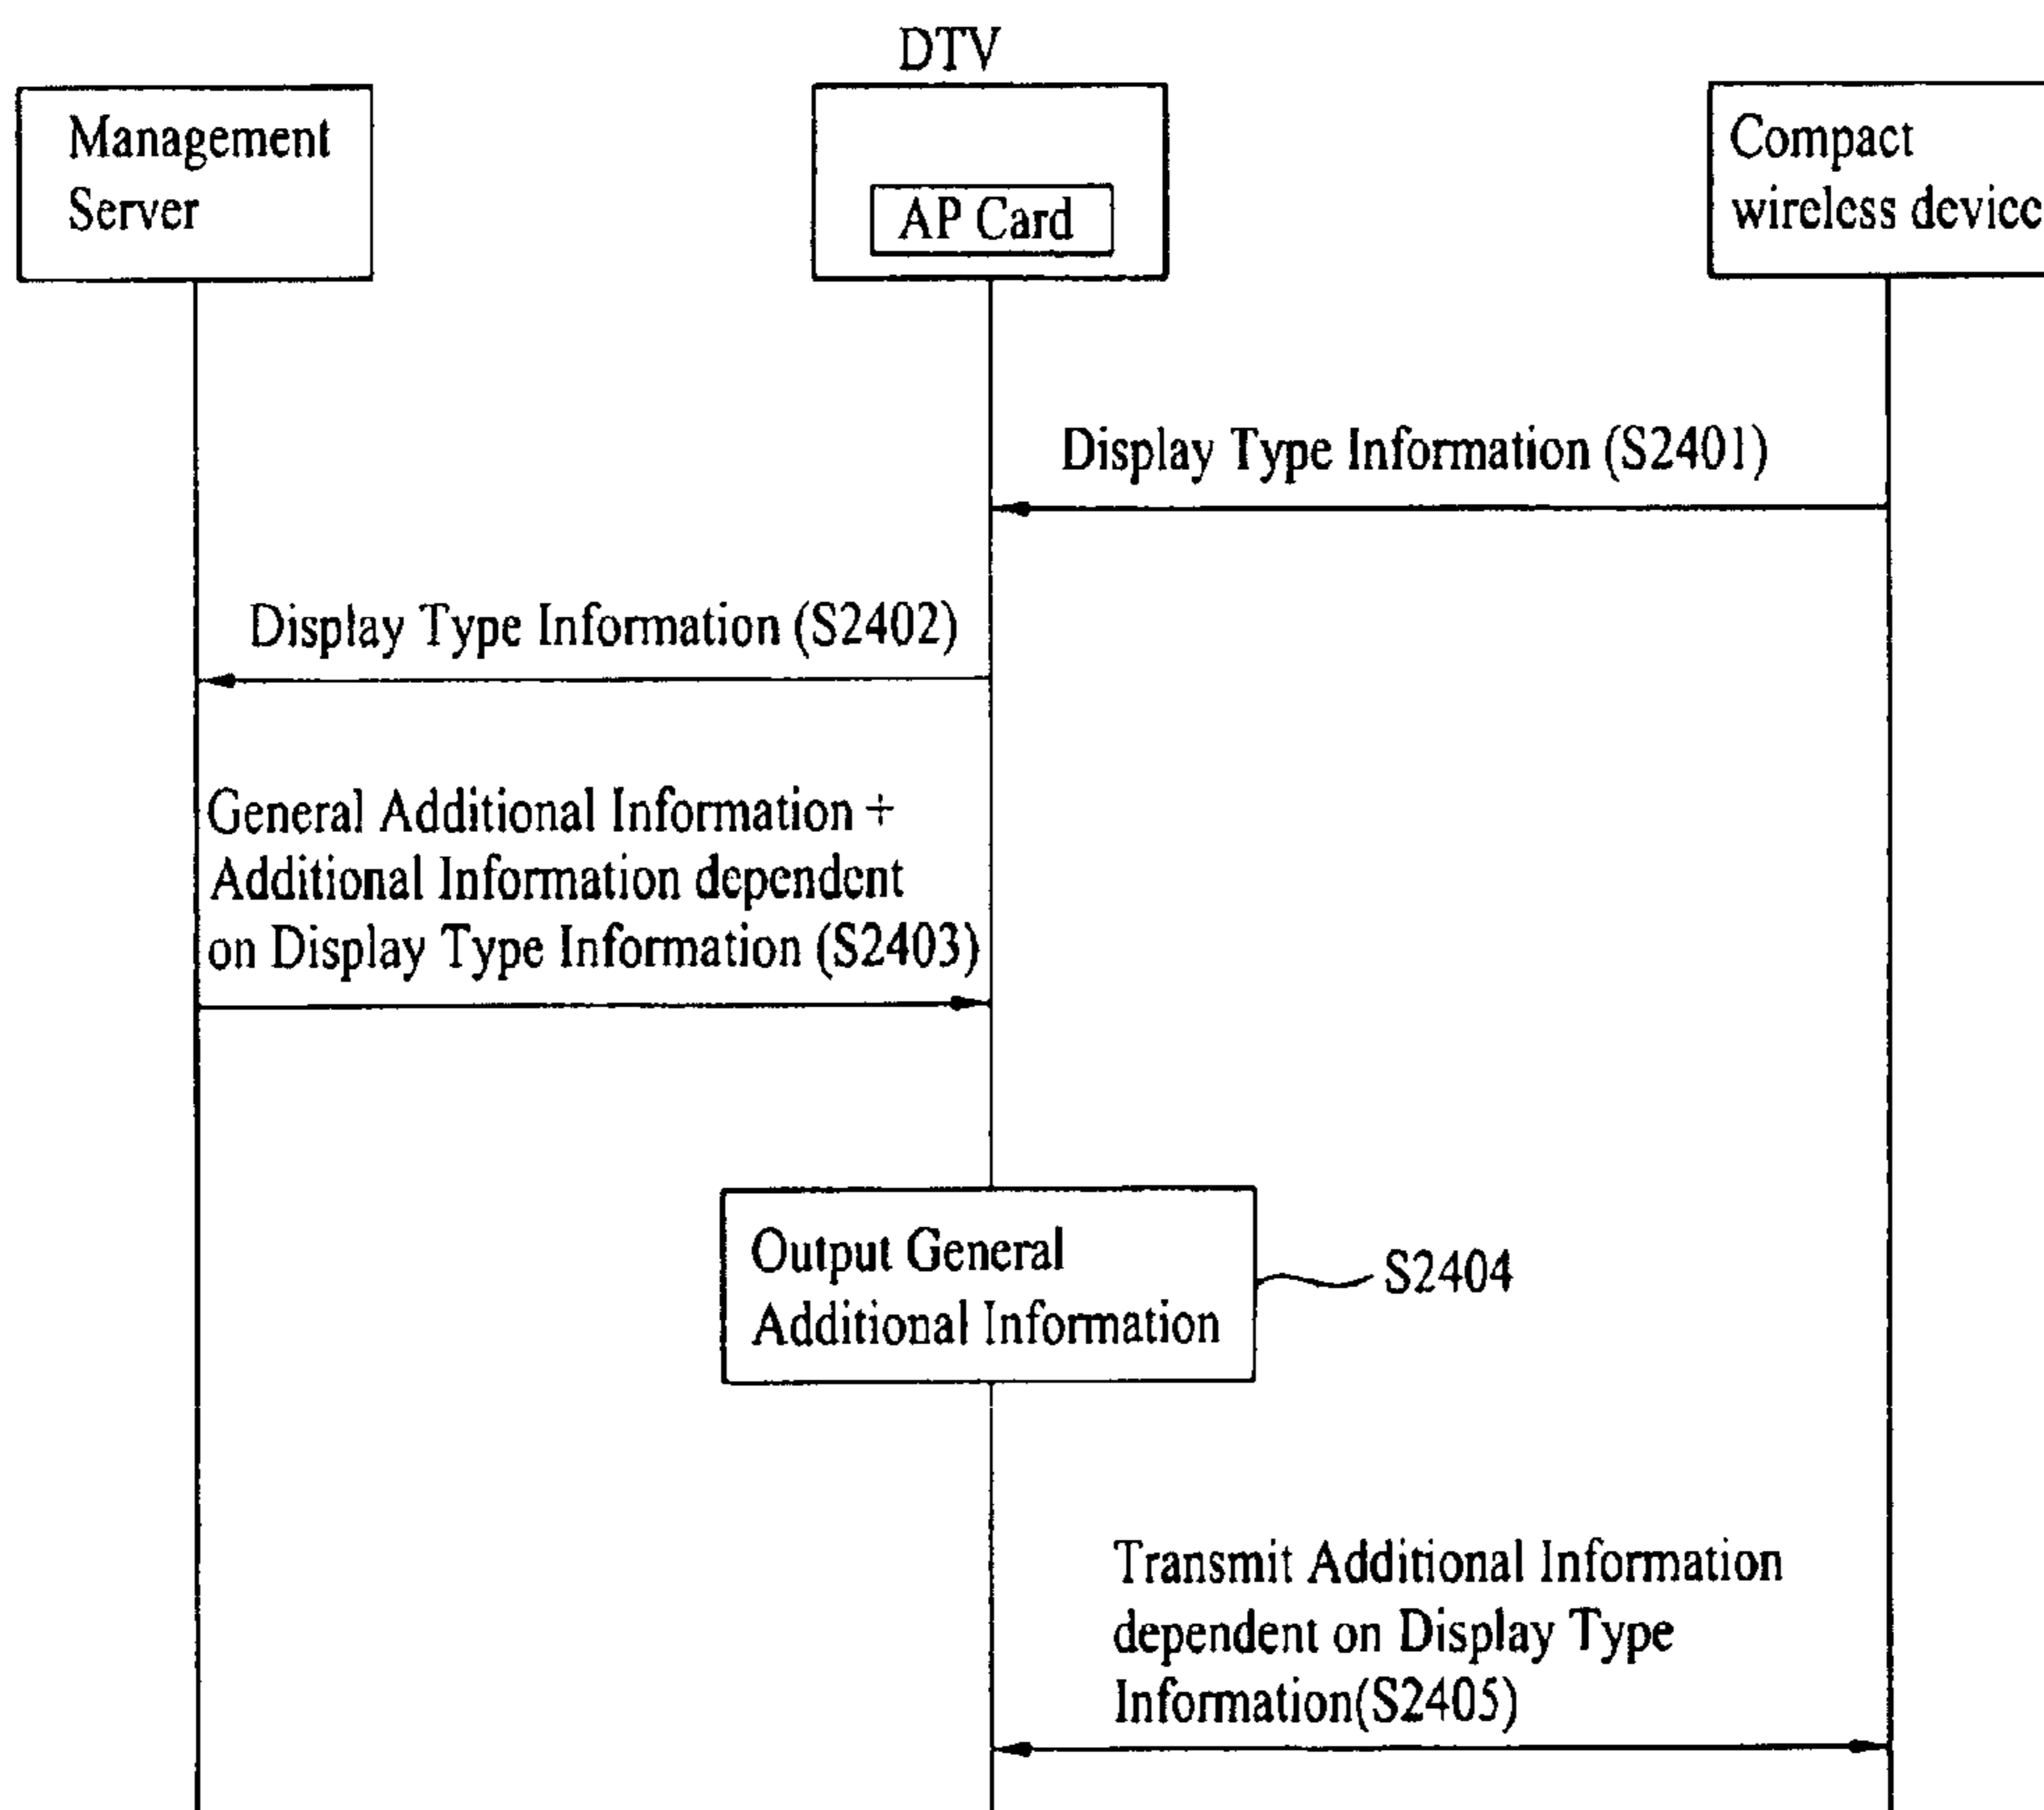 DTV
Management
Server
AP Card
Compact
wireless device
Display Type Information (S2401)
Display Type Information (S2402)
General Additional Information +
Additional Information dependent
on Display Type Information (S2403)
Output General
Additional Information
S2404
Transmit Additional Information
dependent on Display Type
Information(S2405)